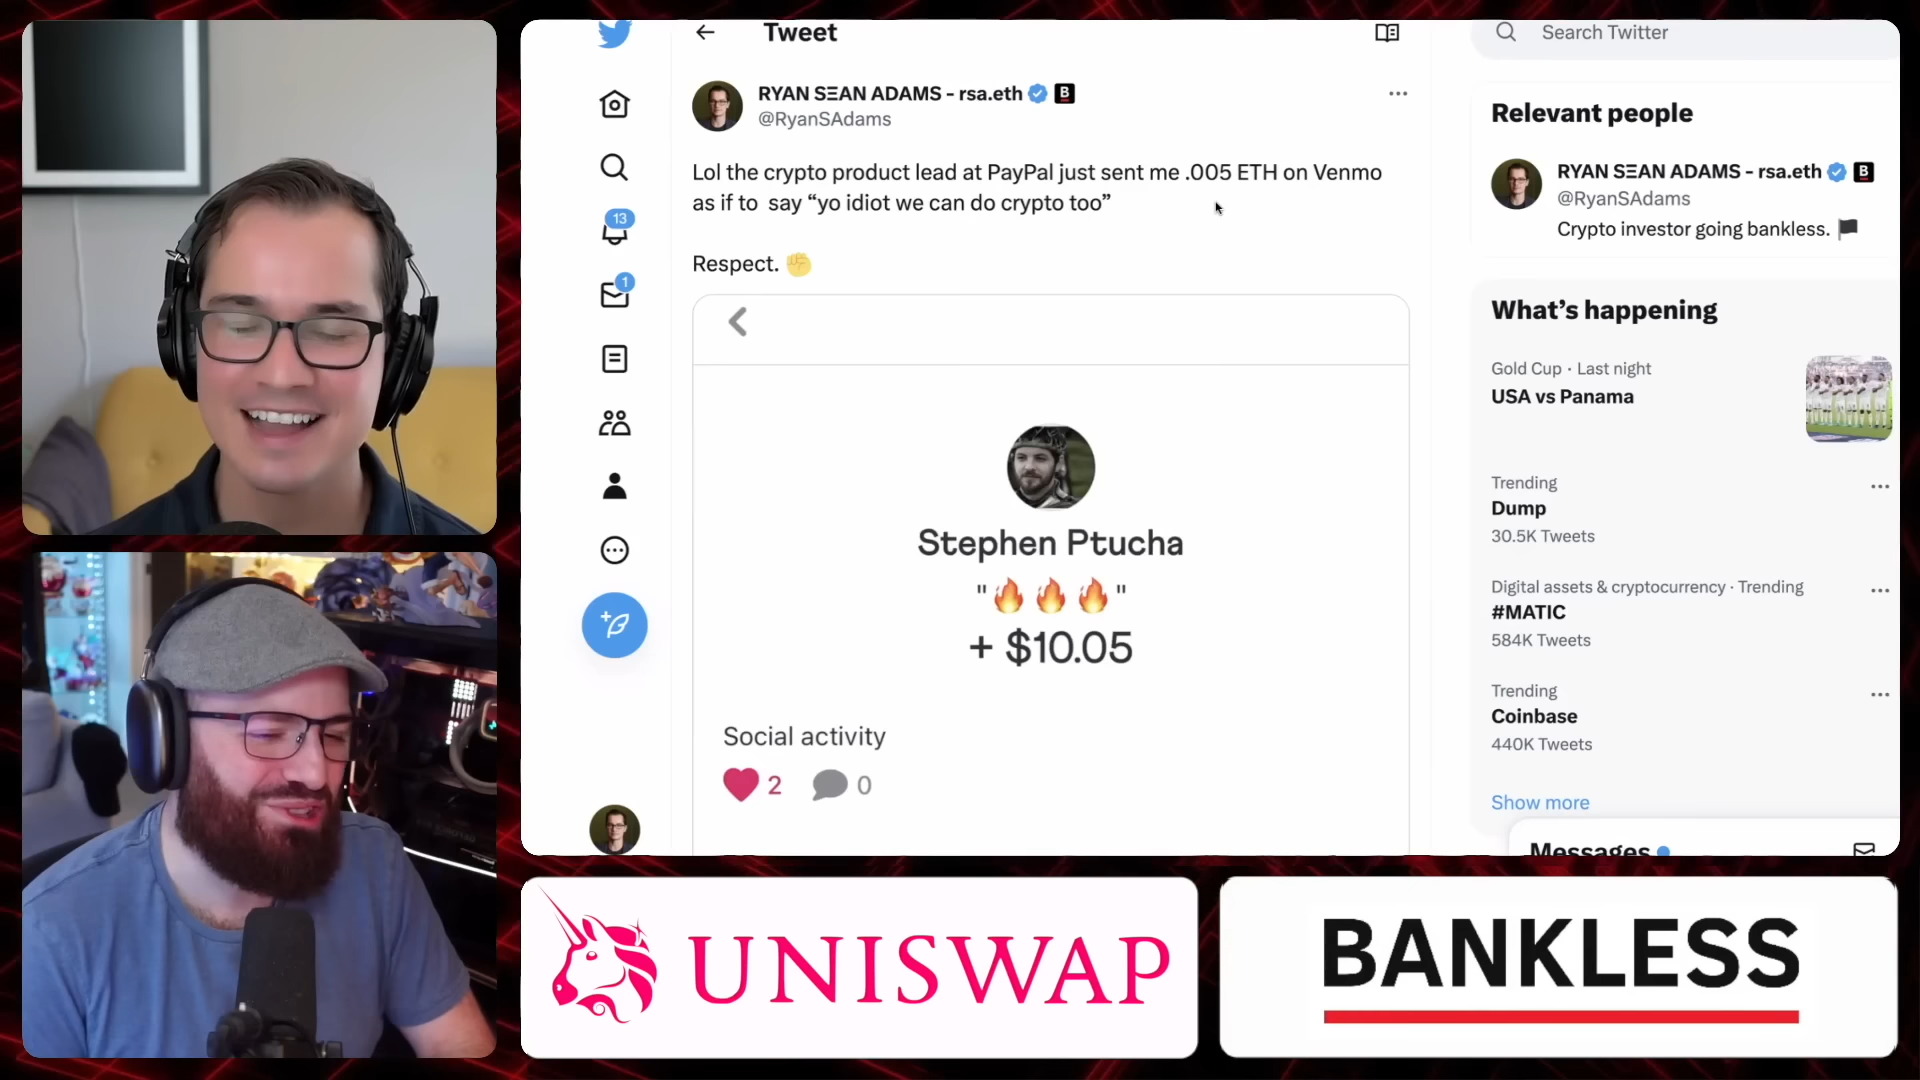 Tweet
RYAN SΞAN ADAMS - rsa.eth B
@RyanSAdams
Lol the crypto product lead at PayPal just sent me .005 ETH on Venmo
as if to say “yo idiot we can do crypto too”
Respect. ✊
13
1
Stephen Ptucha
"🔥🔥🔥"
+ $10.05
Social activity
2 0
Search Twitter
Relevant people
RYAN SΞAN ADAMS - rsa.eth B
@RyanSAdams
Crypto investor going bankless. 🏴
What’s happening
Gold Cup · Last night
USA vs Panama
Trending
Dump
30.5K Tweets
Digital assets & cryptocurrency · Trending
#MATIC
584K Tweets
Trending
Coinbase
440K Tweets
Show more
Messages
UNISWAP
BANKLESS